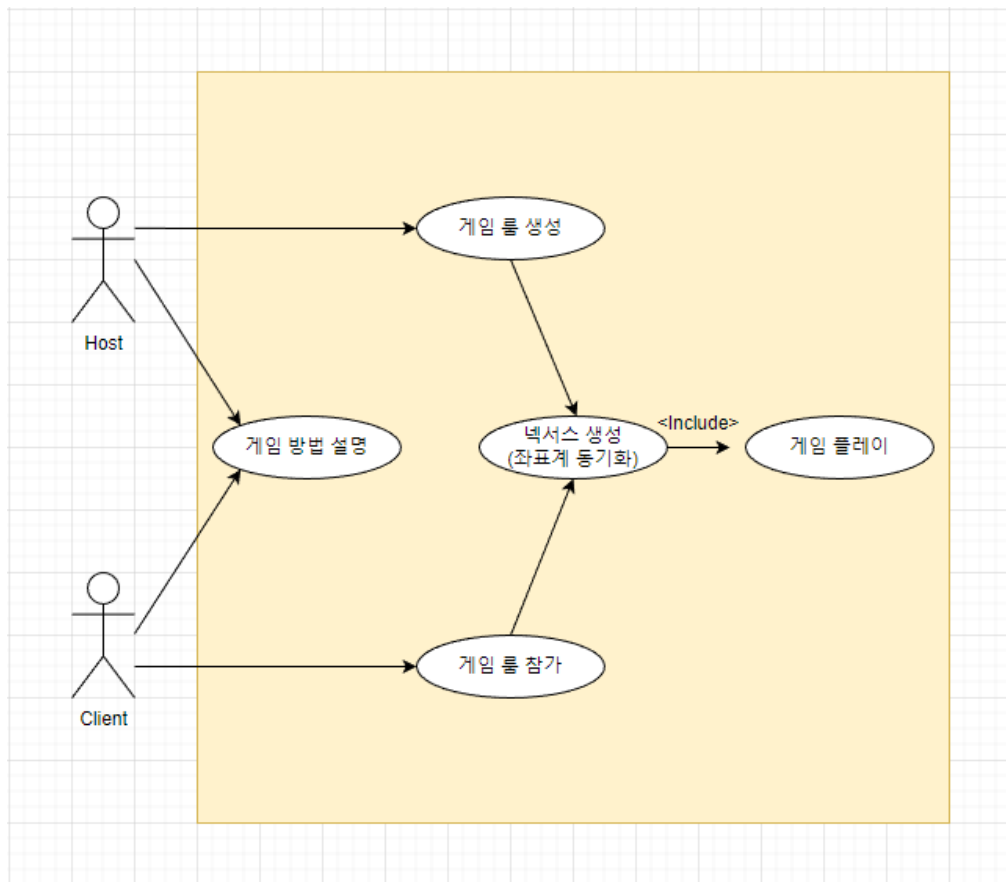 게임 룸 생성
Host
게임 방법 설명
넥서스 생성
(좌표계 동기화)
<Include>
게임 플레이
게임 룸 참가
Client